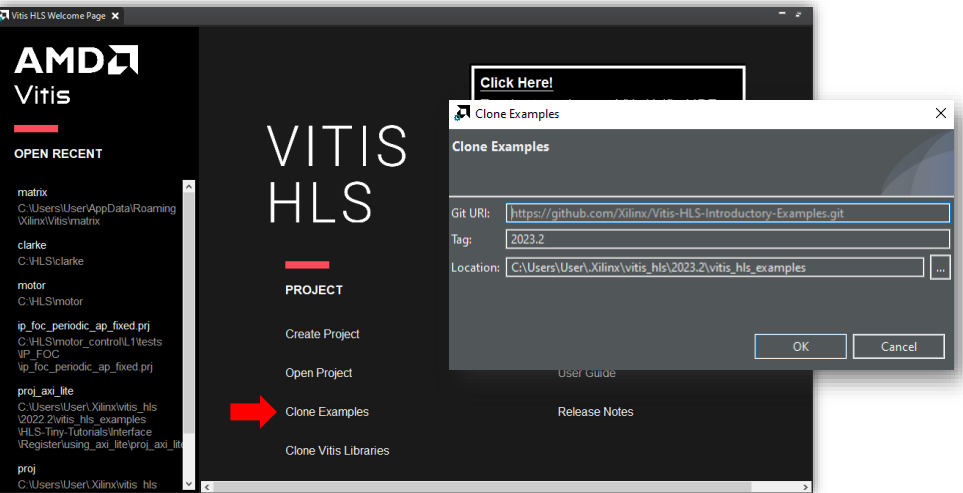 Vitis HLS Welcome Page
AMD
Vitis
OPEN RECENT
matrix
C:\Users\User\AppData\Roaming
\Xilinx\Vitis\matrix
clarke
C:\HLS\clarke
motor
C:\HLS\motor
ip_foc_periodic_ap_fixed.prj
C:\HLS\motor_control\L1\tests
\IP_FOC
\ip_foc_periodic_ap_fixed.prj
proj_axi_lite
C:\Users\User\.Xilinx\vitis_hls
\2022.2\vitis_hls_examples
\HLS-Tiny-Tutorials\Interface
\Register\using_axi_lite\proj_axi_lite
proj
C:\Users\User\.Xilinx\vitis_hls
VITIS
HLS
PROJECT
Create Project
Open Project
Clone Examples
Clone Vitis Libraries
Click Here!
User Guide
Release Notes
Clone Examples
Clone Examples
Git URI: https://github.com/Xilinx/Vitis-HLS-Introductory-Examples.git
Tag: 2023.2
Location: C:\Users\User\.Xilinx\vitis_hls\2023.2\vitis_hls_examples ...
OK Cancel